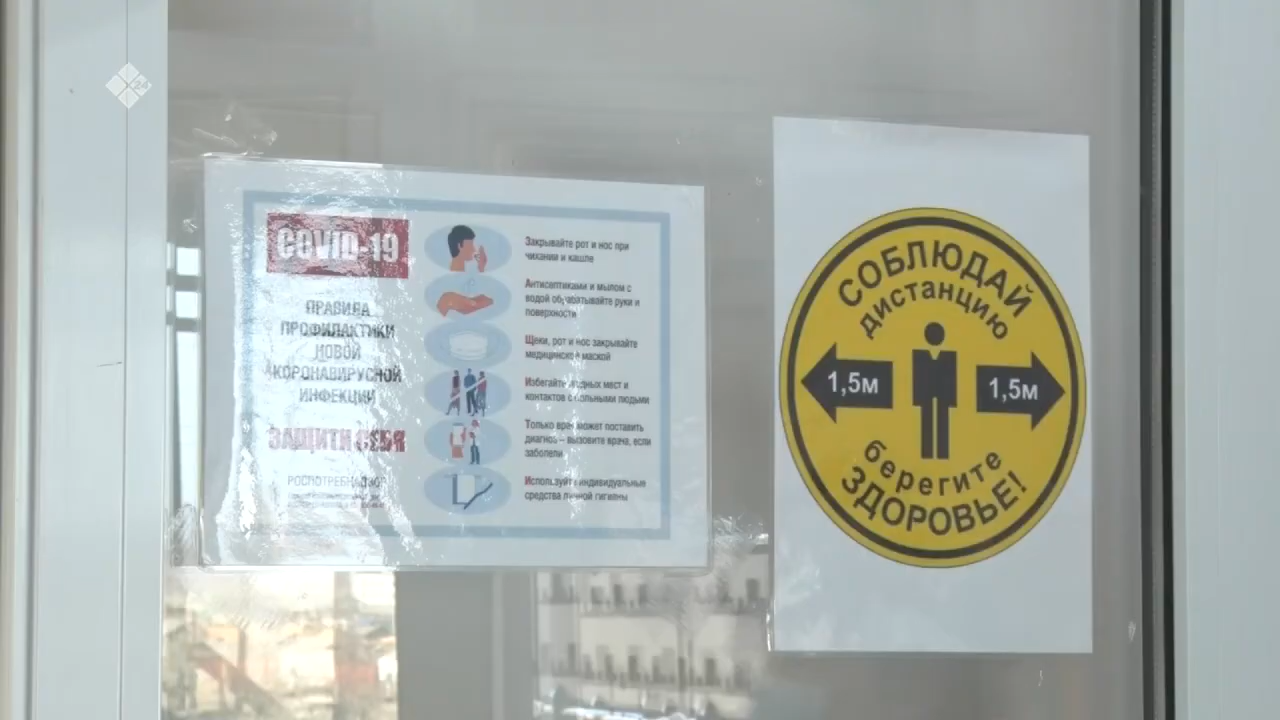 X24
COVID-19
ПРАВИЛА
ПРОФИЛАКТИКИ
НОВОЙ
КОРОНАВИРУСНОЙ
ИНФЕКЦИИ
ЗАЩИТИ СЕБЯ
РОСПОТРЕБНАДЗОР
Закрывайте рот и нос при
чихании и кашле
Антисептиками и мылом с
водой обрабатывайте руки и
поверхности
Щеки, рот и нос закрывайте
медицинской маской
Избегайте людных мест и
контактов с больными людьми
Только врач может поставить
диагноз – вызовите врача, если
заболели
Используйте индивидуальные
средства личной гигиены
СОБЛЮДАЙ
дистанцию
1,5м
1,5м
берегите
ЗДОРОВЬЕ!